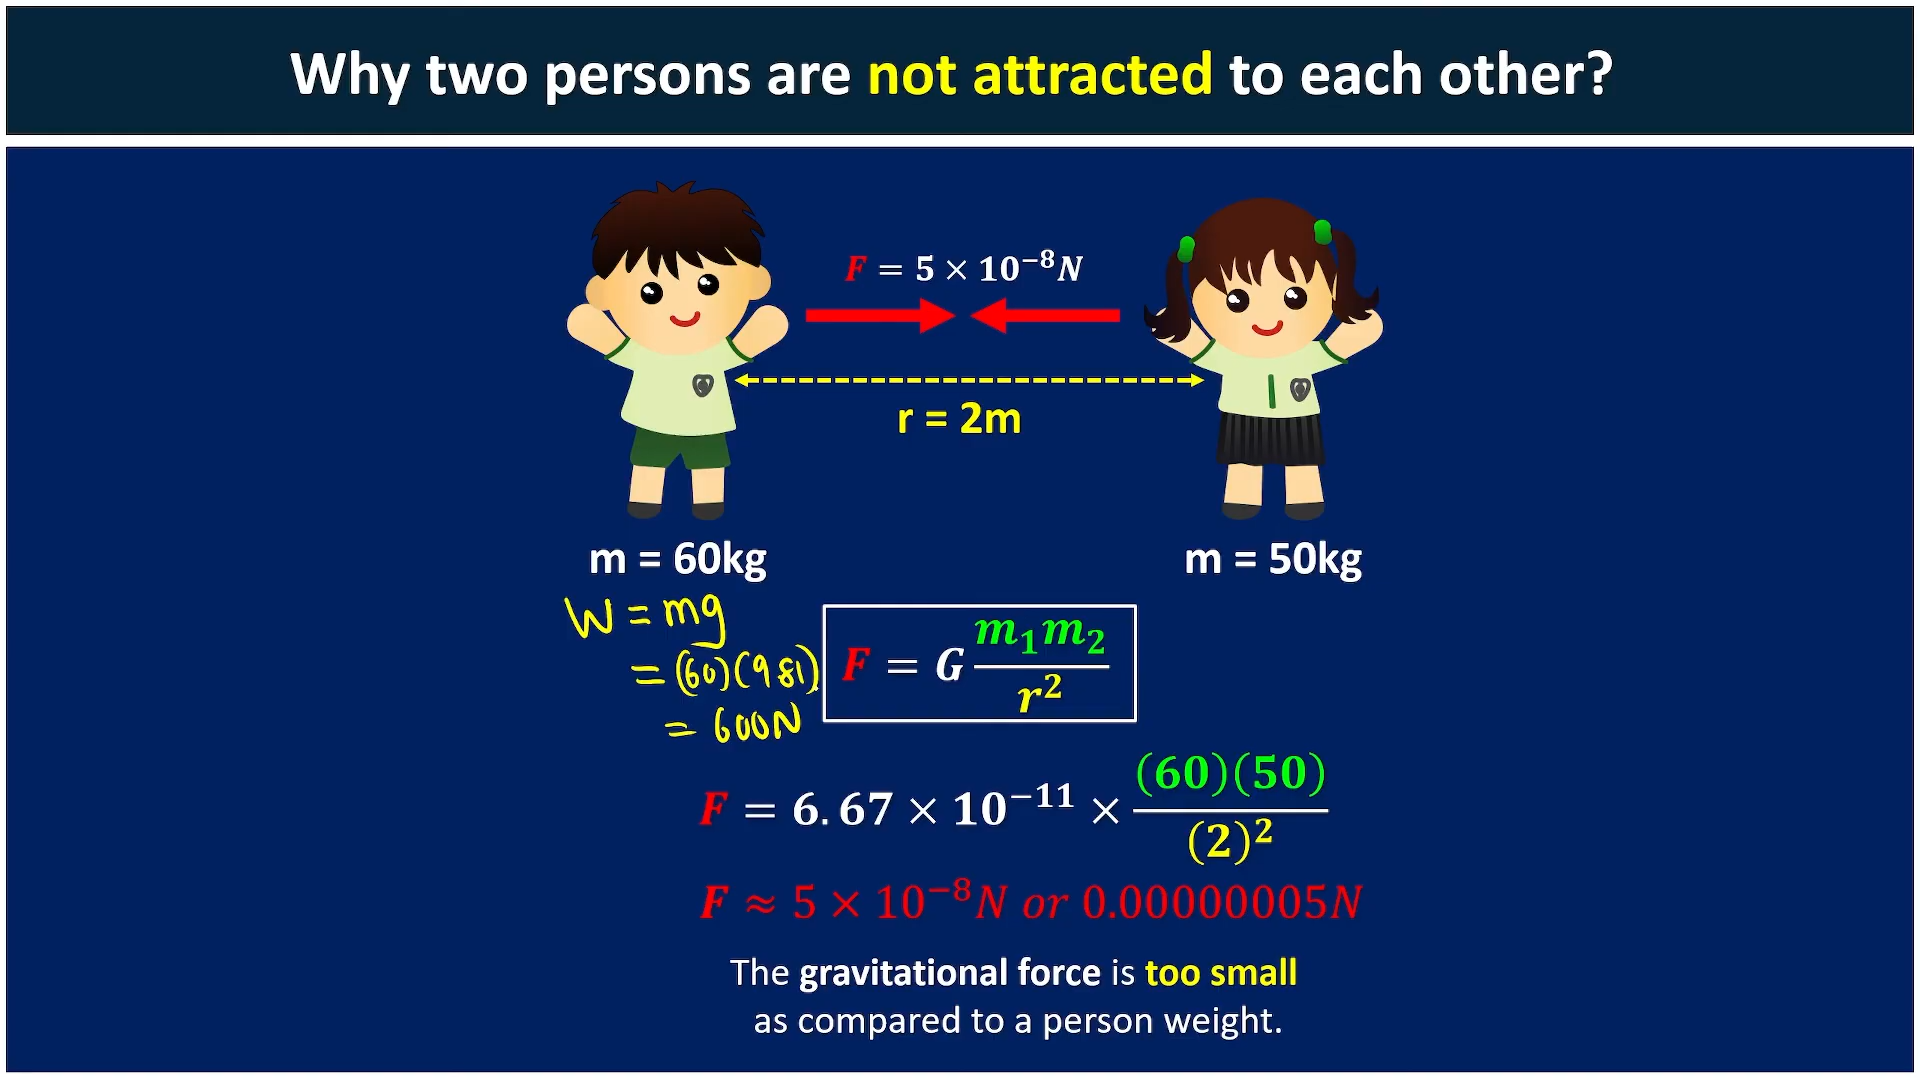 Why two persons are not attracted to each other?
F = 5 × 10⁻⁸N
r = 2m
m = 60kg
m = 50kg
W = mg
= (60)(981)
= 600N
F = G m₁m₂ / r²
F = 6.67 × 10⁻¹¹ × (60)(50) / (2)²
F ≈ 5 × 10⁻⁸N or 0.00000005N
The gravitational force is too small
as compared to a person weight.